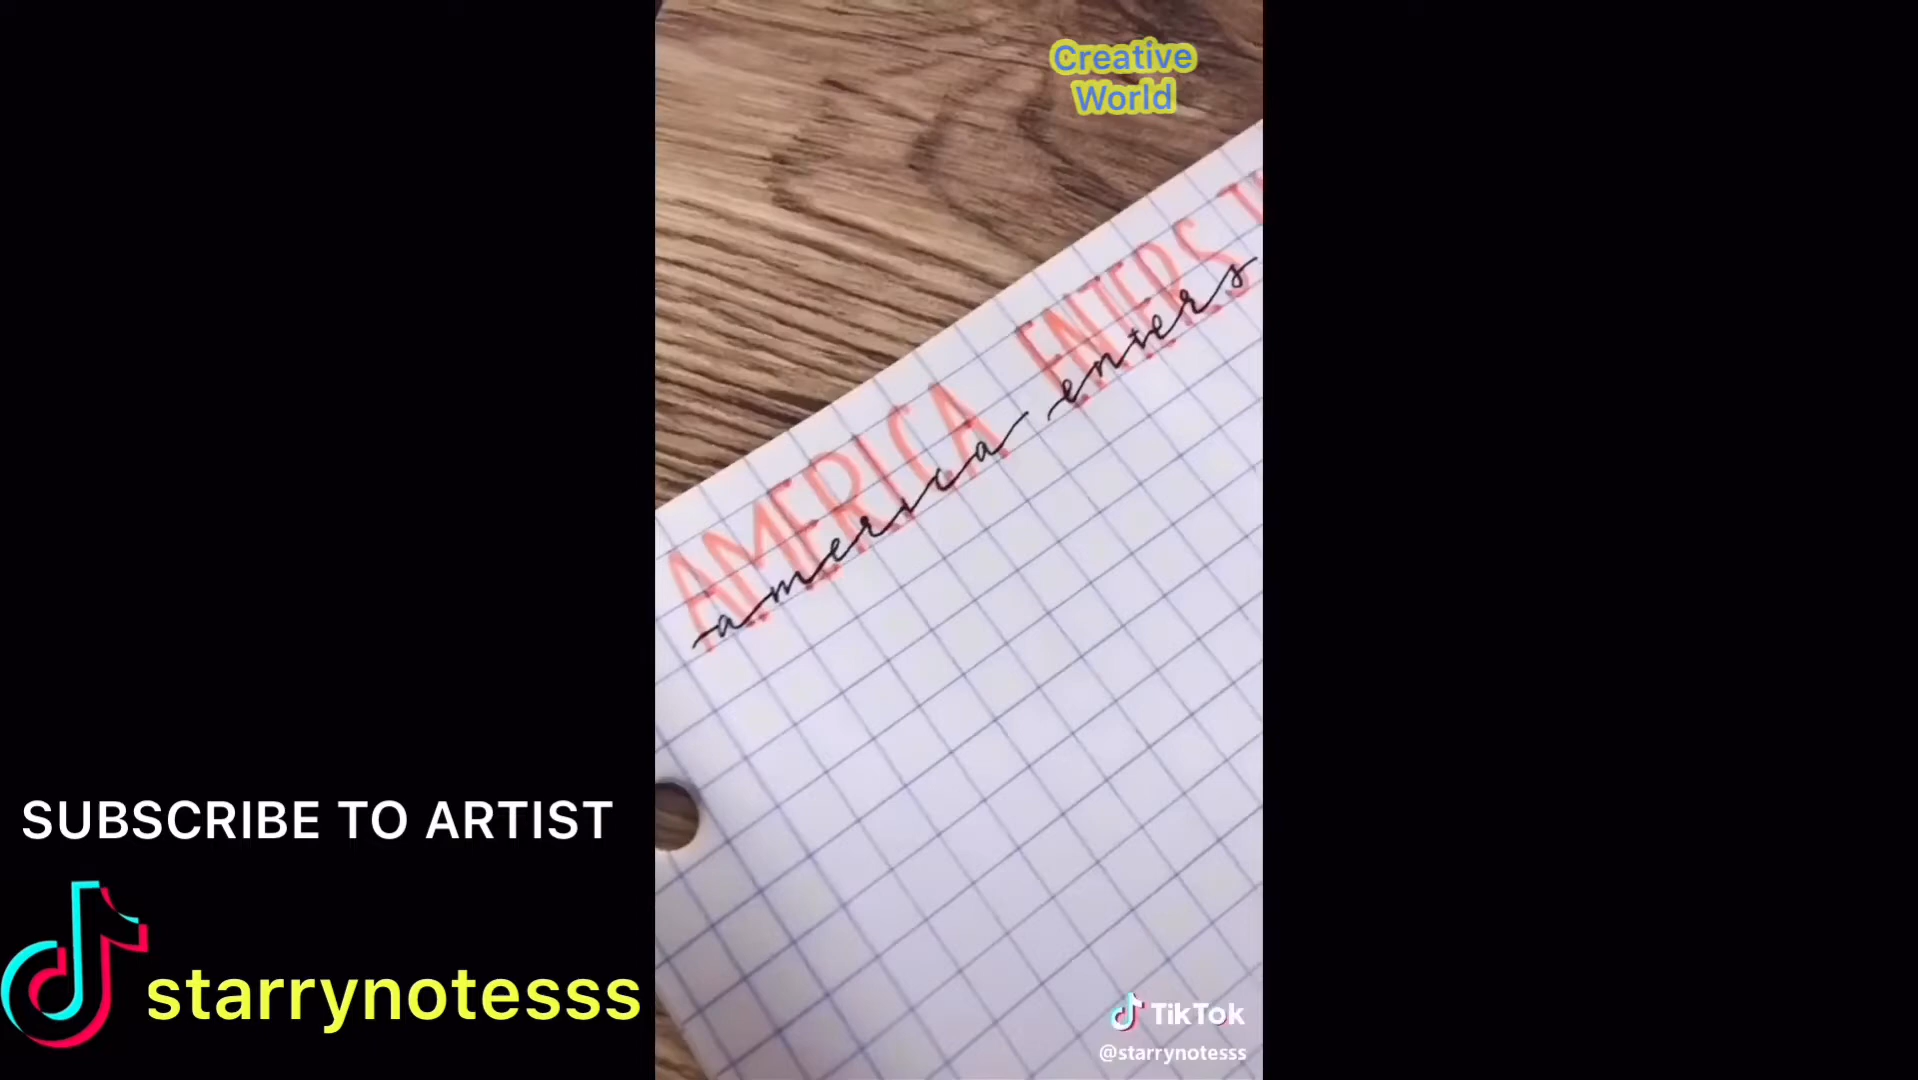 Creative
World
AMERICA ENTERS
america enters
SUBSCRIBE TO ARTIST
starrynotesss
TikTok
@starrynotesss